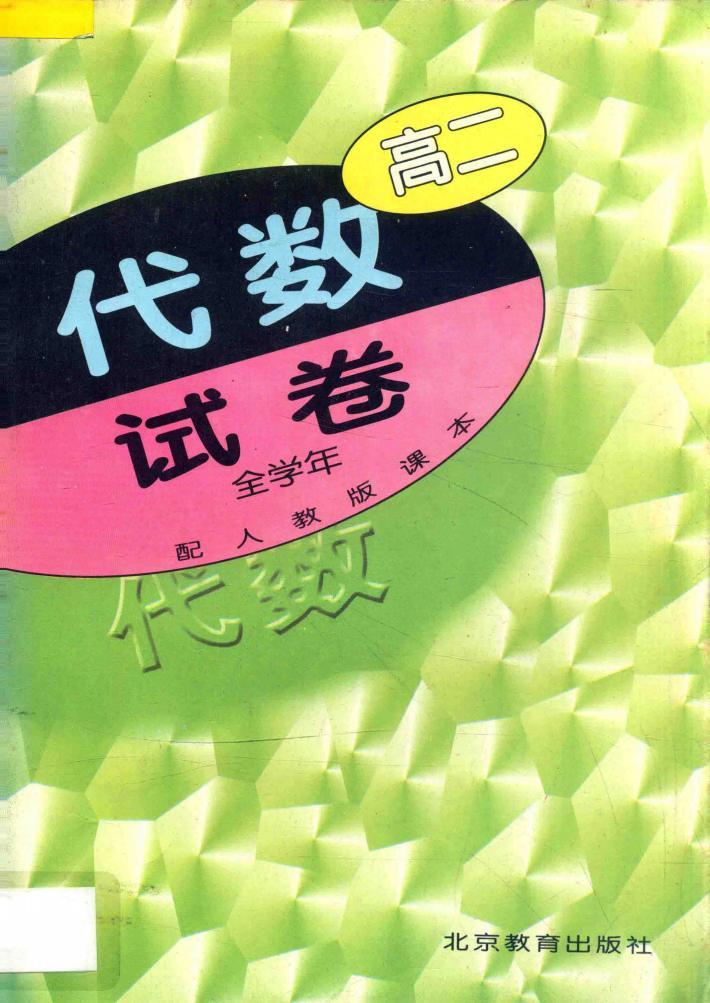 高二
代数
试卷
全学年
配人教版课本
代数
北京教育出版社